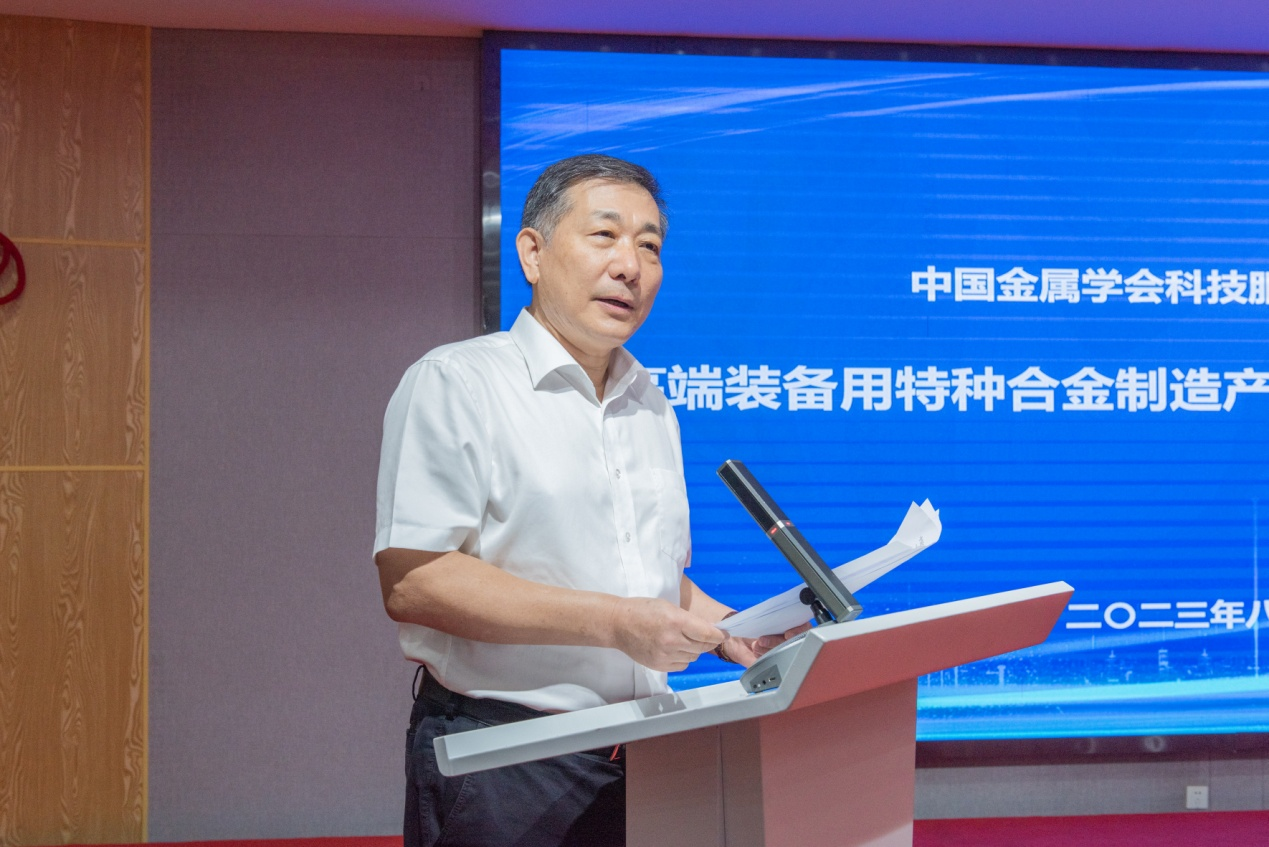 中国金属学会科技服
高端装备用特种合金制造产
二〇二三年八